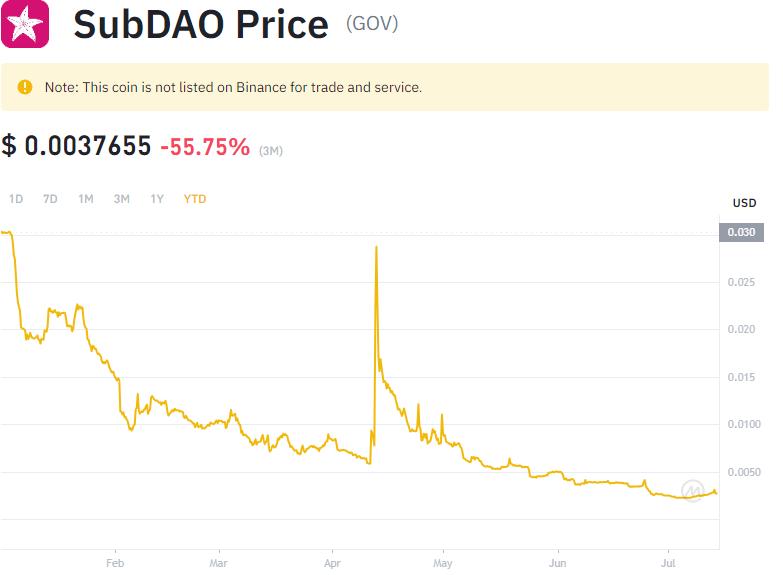 SubDAO Price (GOV)
Note: This coin is not listed on Binance for trade and service.
$ 0.0037655 -55.75% (3M)
1D 7D 1M 3M 1Y YTD
USD
0.030
0.025
0.020
0.015
0.0100
0.0050
Feb Mar Apr May Jun Jul